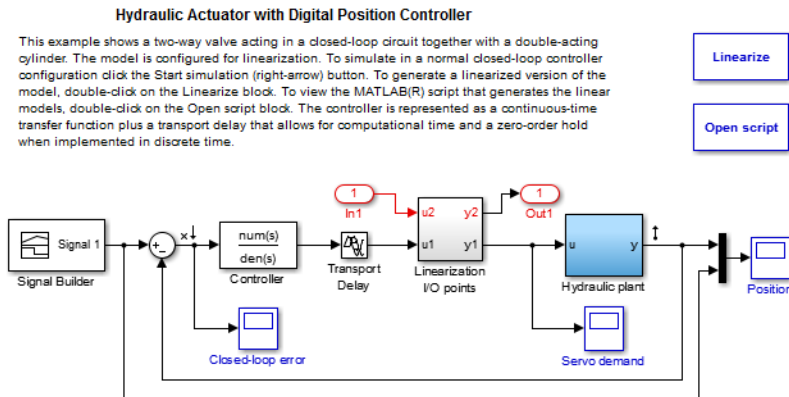 Hydraulic Actuator with Digital Position Controller
This example shows a two-way valve acting in a closed-loop circuit together with a double-acting
cylinder. The model is configured for linearization. To simulate in a normal closed-loop controller
configuration click the Start simulation (right-arrow) button. To generate a linearized version of the
model, double-click on the Linearize block. To view the MATLAB(R) script that generates the linear
models, double-click on the Open script block. The controller is represented as a continuous-time
transfer function plus a transport delay that allows for computational time and a zero-order hold
when implemented in discrete time.
Linearize
Open script
Signal 1
Signal Builder
+
-
x
num(s)
den(s)
Controller
Transport
Delay
1
In1
u2 y2
u1 y1
Linearization
I/O points
1
Out1
u y
Hydraulic plant
Position
Closed-loop error
Servo demand